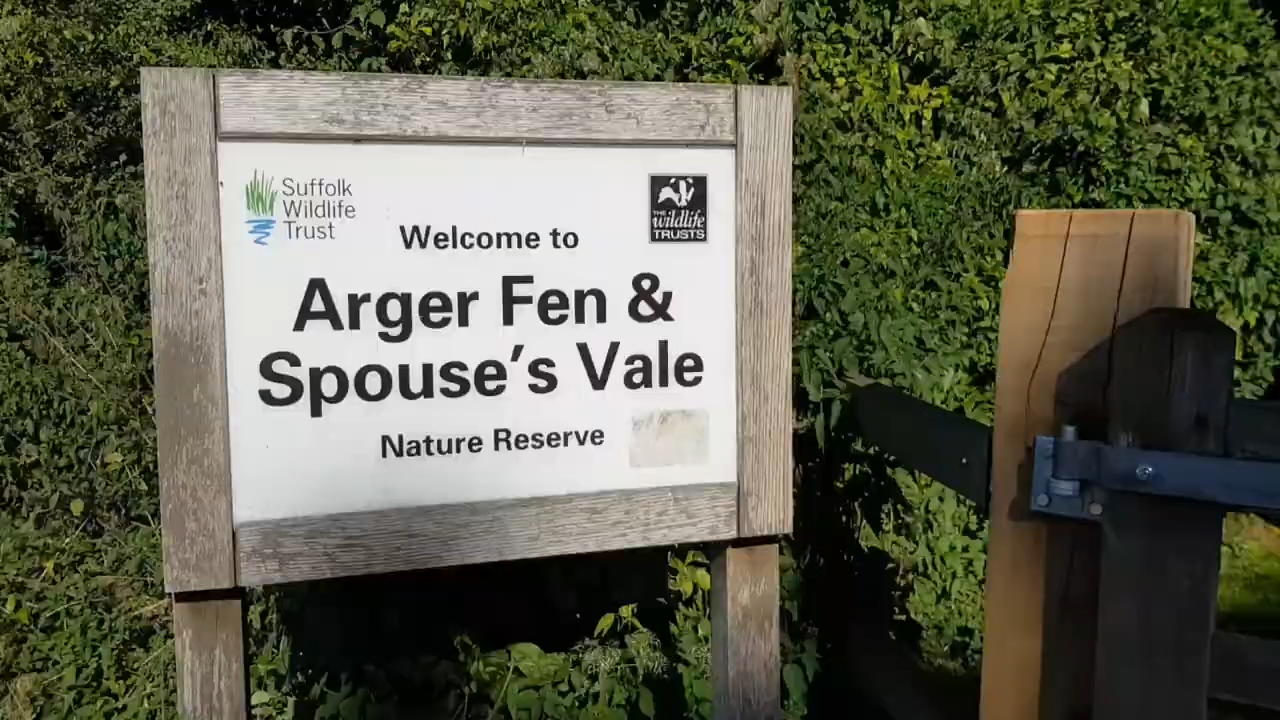 Suffolk
Wildlife
Trust
THE
wildlife
TRUSTS
Welcome to
Arger Fen &
Spouse's Vale
Nature Reserve